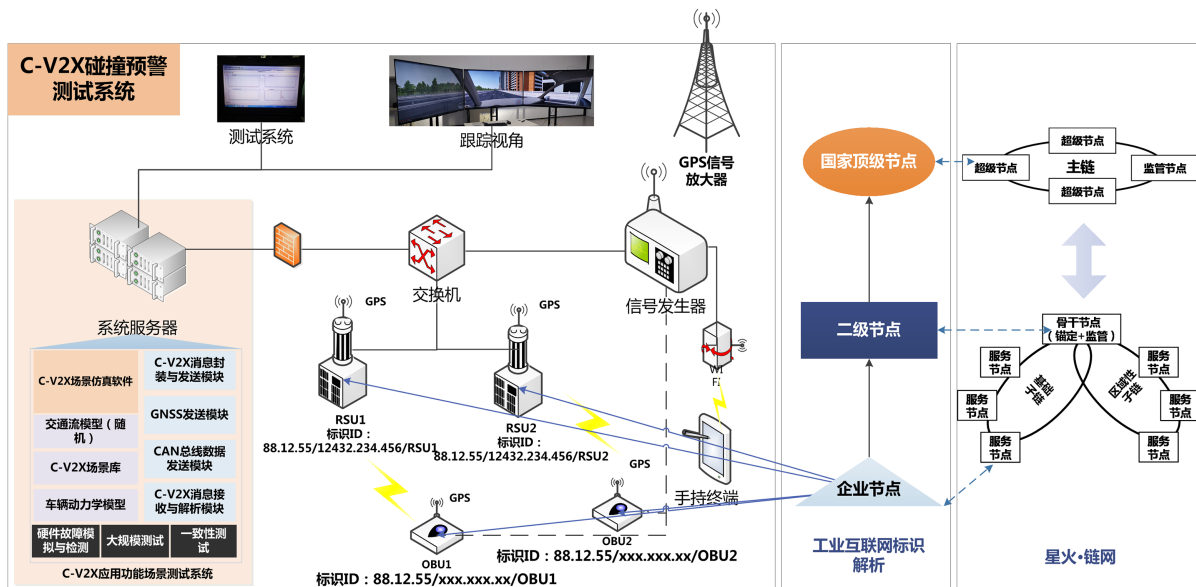 C-V2X碰撞预警
测试系统
测试系统
跟踪视角
GPS信号
放大器
交换机
信号发生器
系统服务器
C-V2X场景仿真软件
C-V2X消息封
装与发送模块
GNSS发送模块
交通流模型（随
机）
CAN总线数据
发送模块
C-V2X场景库
车辆动力学模型
C-V2X消息接
收与解析模块
硬件故障模
拟与检测
大规模测试
一致性测
试
C-V2X应用功能场景测试系统
GPS
RSU1
标识ID：
88.12.55/12432.234.456/RSU1
GPS
RSU2
标识ID：
88.12.55/12432.234.456/RSU2
WI
FI
手持终端
GPS
OBU1
标识ID：88.12.55/xxx.xxx.xx/OBU1
GPS
OBU2
标识ID：88.12.55/xxx.xxx.xx/OBU2
国家顶级节点
二级节点
企业节点
工业互联网标识
解析
超级节点
超级节点
主链
监管节点
超级节点
骨干节点
（锚定+监管）
服务
节点
服务
节点
服务
节点
基础
子链
区域性
子链
服务
节点
服务
节点
服务
节点
星火·链网